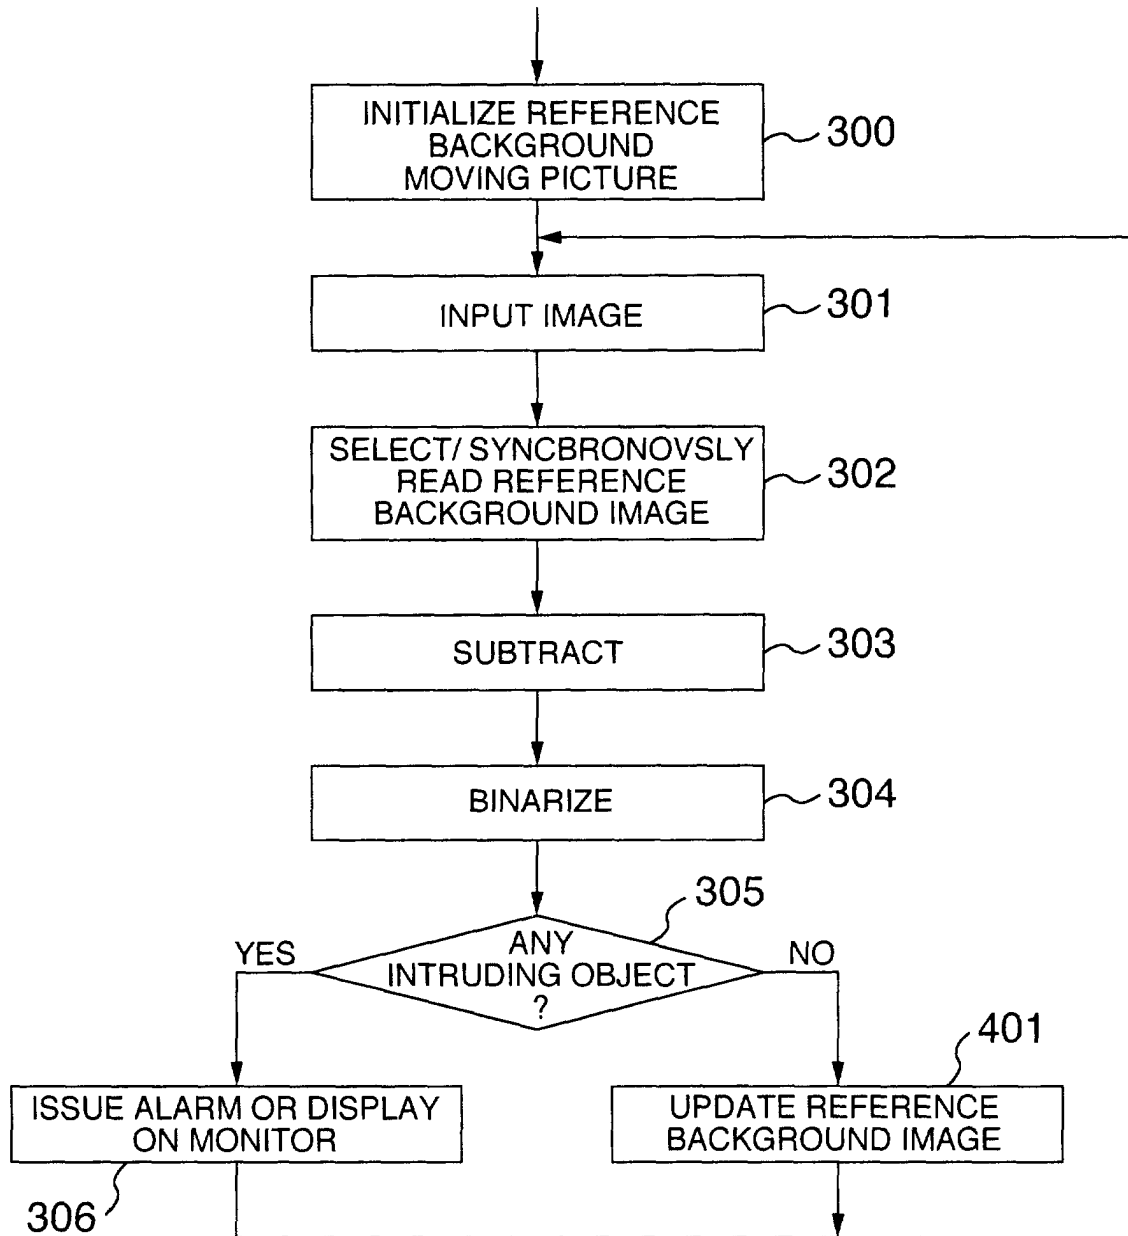 INITIALIZE REFERENCE
BACKGROUND
MOVING PICTURE
300
INPUT IMAGE
301
SELECT/ SYNCBRONOVSLY
READ REFERENCE
BACKGROUND IMAGE
302
SUBTRACT
303
BINARIZE
304
305
YES
ANY
INTRUDING OBJECT
?
NO
401
ISSUE ALARM OR DISPLAY
ON MONITOR
306
UPDATE REFERENCE
BACKGROUND IMAGE